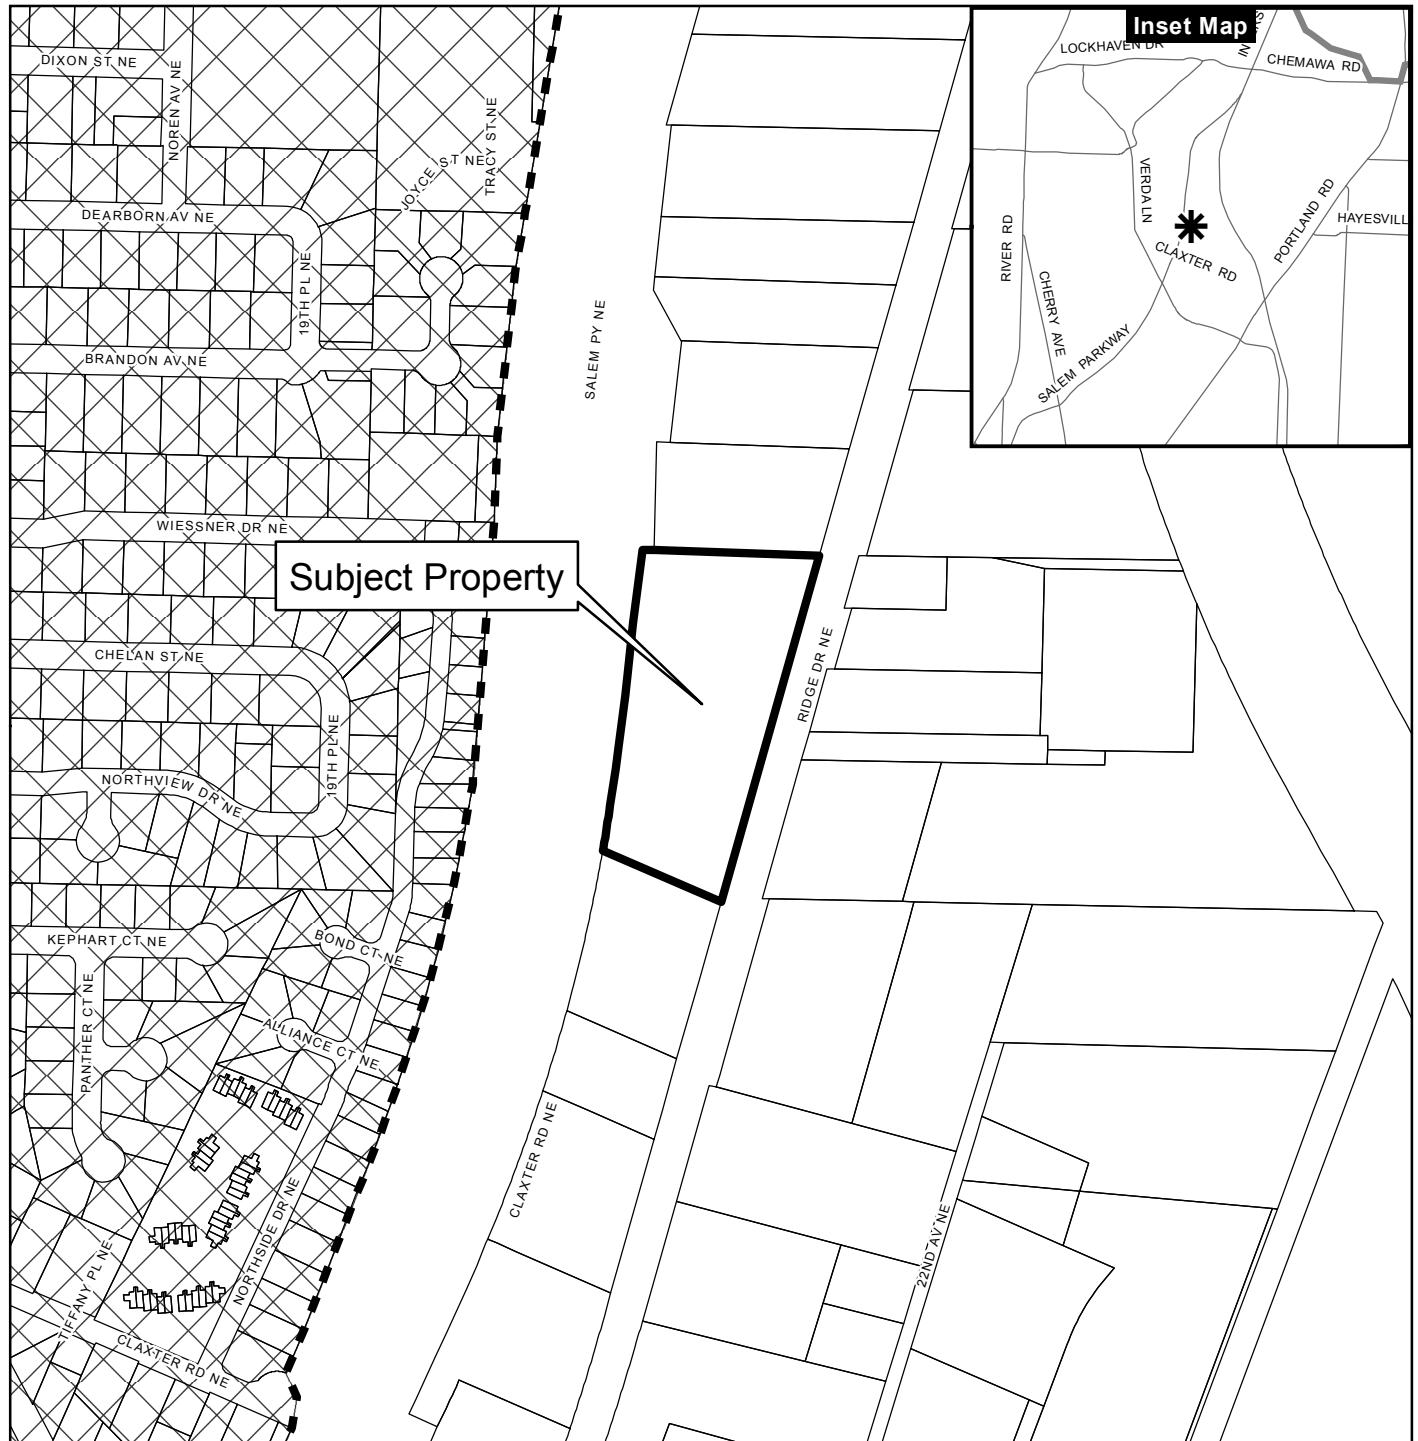 Inset Map
LOCKHAVEN DR
CHEMAWA RD
VERDA LN
RIVER RD
PORTLAND RD
HAYESVILL
CLAXTER RD
CHERRY AVE
SALEM PARKWAY
DIXON ST NE
NOREN AV NE
TRACY ST NE
JOYCE ST NE
DEARBORN AV NE
19TH PL NE
SALEM PY NE
BRANDON AV NE
WIESSNER DR NE
Subject Property
CHELAN ST NE
RIDGE DR NE
19TH PL NE
NORTHVIEW DR NE
KEPHART CT NE
BOND CT NE
PANTHER CT NE
ALLIANCE CT NE
CLAXTER RD NE
NORTHSIDE DR NE
22ND AV NE
TIFFANY PL NE
CLAXTER RD NE